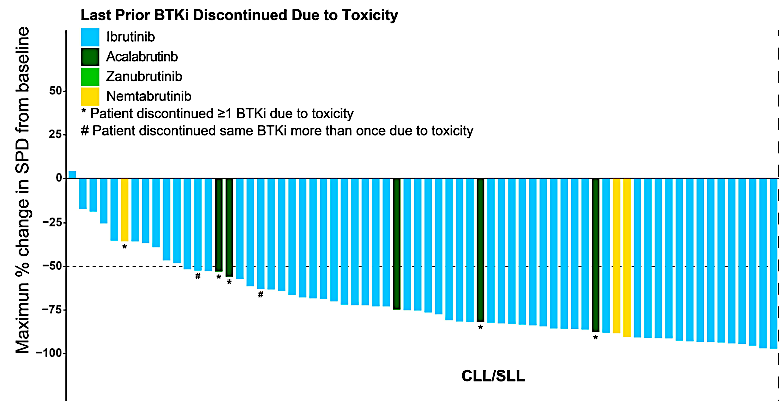 Last Prior BTKi Discontinued Due to Toxicity
Ibrutinib
Acalabrutinib
Zanubrutinib
Nemtabrutinib
* Patient discontinued ≥1 BTKi due to toxicity
# Patient discontinued same BTKi more than once due to toxicity
Maximun % change in SPD from baseline
50
25
0
−25
−50
−75
−100
*
#
*
*
#
*
*
CLL/SLL